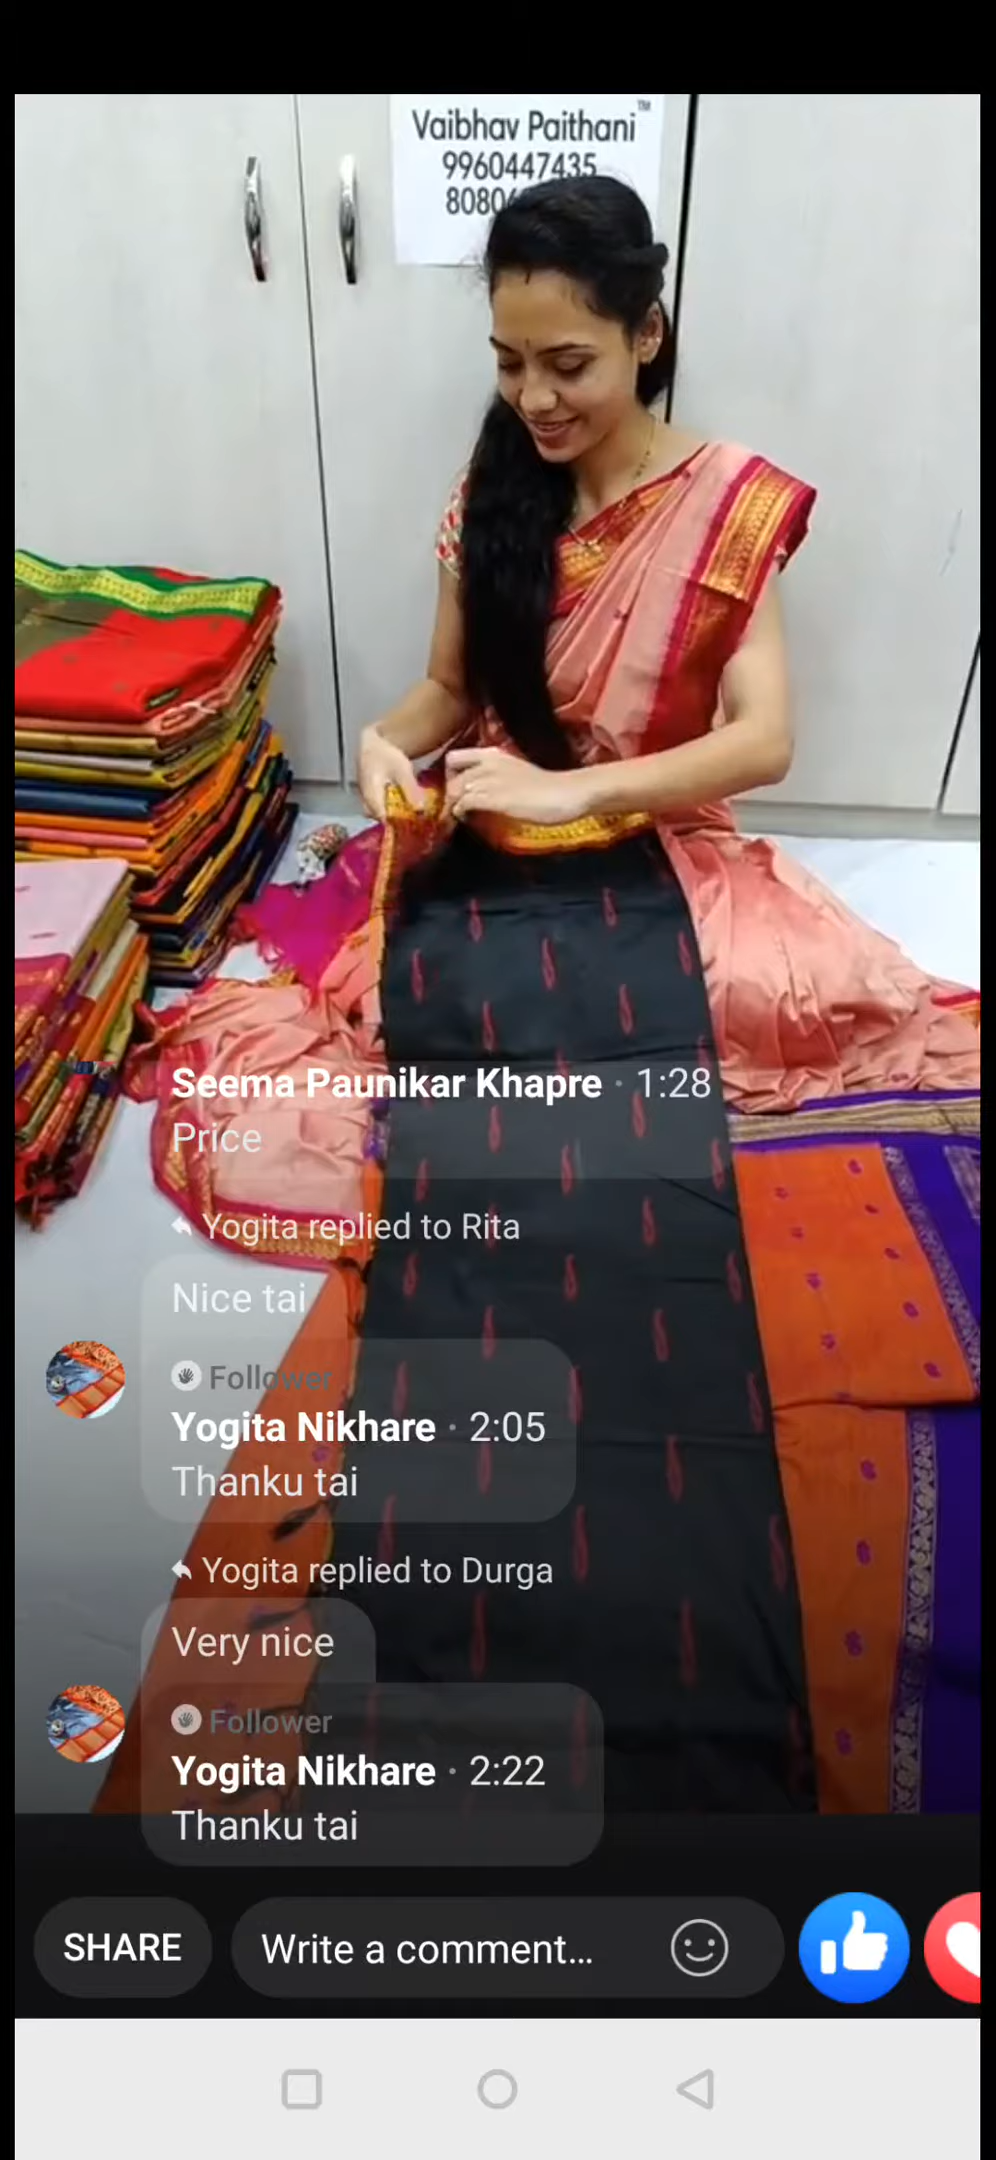 Vaibhav Paithani™
9960447435
Seema Paunikar Khapre · 1:28
Price
Yogita replied to Rita
Nice tai
Follower
Yogita Nikhare · 2:05
Thanku tai
Yogita replied to Durga
Very nice
Follower
Yogita Nikhare · 2:22
Thanku tai
SHARE
Write a comment...